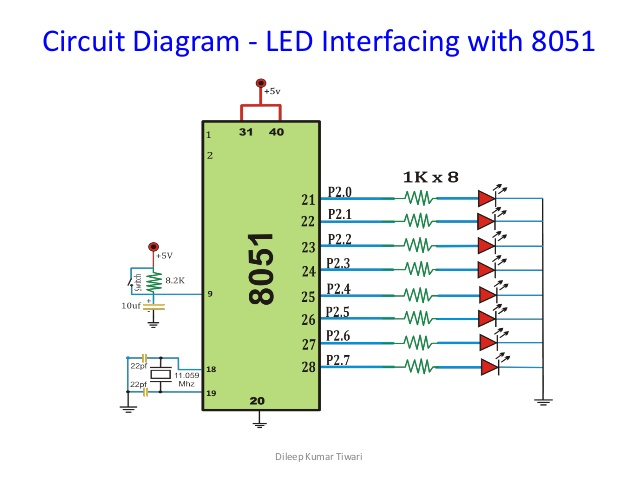 Circuit Diagram - LED Interfacing with 8051
+5v
31 40
1
2
1K x 8
21 P2.0
22 P2.1
23 P2.2
24 P2.3
25 P2.4
26 P2.5
27 P2.6
28 P2.7
8051
+5V
Switch
8.2K
10uf
+
-
9
22pf
11.059
Mhz
22pf
18
19
20
Dileep Kumar Tiwari